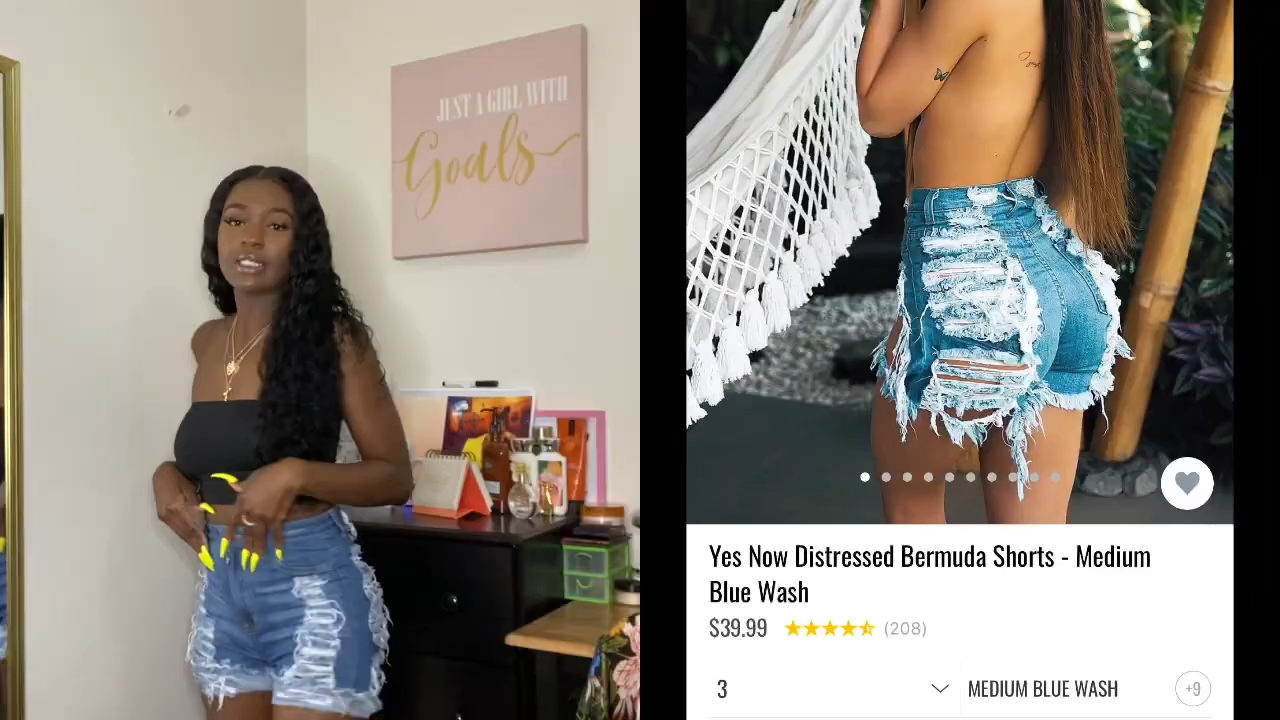 JUST A GIRL WITH
Goals
Yes Now Distressed Bermuda Shorts - Medium
Blue Wash
$39.99
(208)
3
MEDIUM BLUE WASH
+9